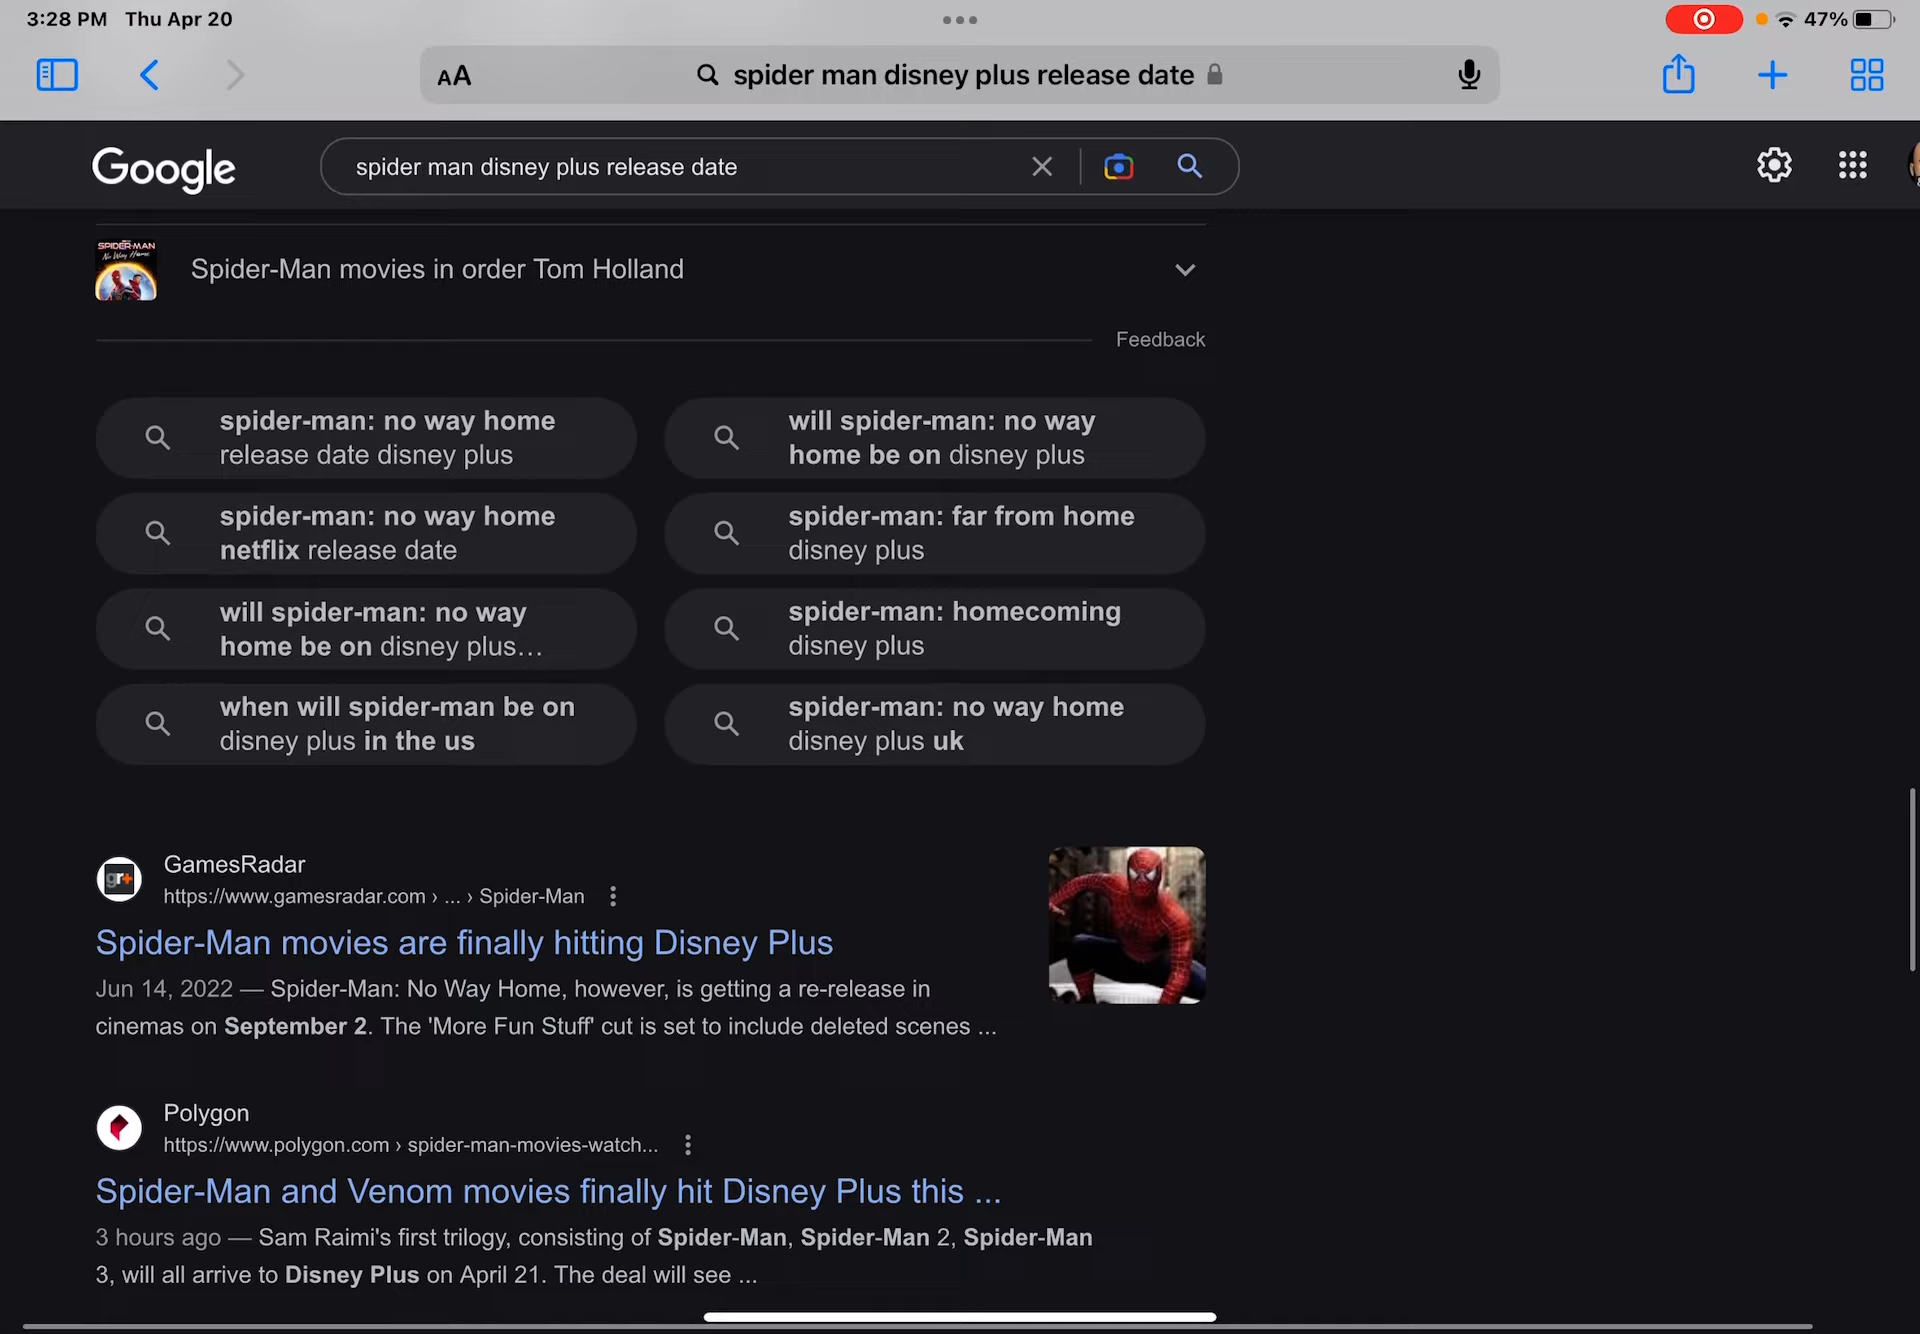 3:28 PM Thu Apr 20
47%
AA
spider man disney plus release date
Google
spider man disney plus release date
SPIDER-MAN
No Way Home
Spider-Man movies in order Tom Holland
Feedback
spider-man: no way home
release date disney plus
will spider-man: no way
home be on disney plus
spider-man: no way home
netflix release date
spider-man: far from home
disney plus
will spider-man: no way
home be on disney plus...
spider-man: homecoming
disney plus
when will spider-man be on
disney plus in the us
spider-man: no way home
disney plus uk
gr+
GamesRadar
https://www.gamesradar.com › ... › Spider-Man
Spider-Man movies are finally hitting Disney Plus
Jun 14, 2022 — Spider-Man: No Way Home, however, is getting a re-release in
cinemas on September 2. The 'More Fun Stuff' cut is set to include deleted scenes ...
Polygon
https://www.polygon.com › spider-man-movies-watch...
Spider-Man and Venom movies finally hit Disney Plus this ...
3 hours ago — Sam Raimi's first trilogy, consisting of Spider-Man, Spider-Man 2, Spider-Man
3, will all arrive to Disney Plus on April 21. The deal will see ...